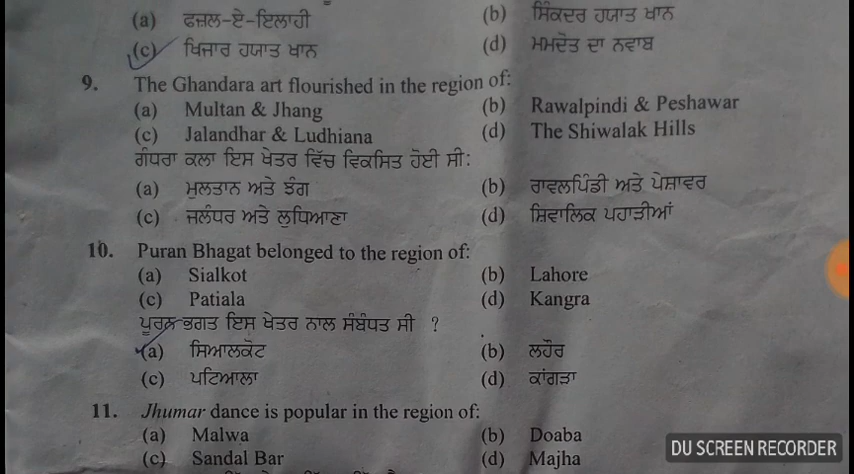 (a) ਫਜ਼ਲ-ਏ-ਇਲਾਹੀ (b) ਸਿਕੰਦਰ ਹਯਾਤ ਖਾਨ
(c) ਖਿਜਾਰ ਹਯਾਤ ਖਾਨ (d) ਮਮਦੋਤ ਦਾ ਨਵਾਬ
9. The Ghandara art flourished in the region of:
(a) Multan & Jhang (b) Rawalpindi & Peshawar
(c) Jalandhar & Ludhiana (d) The Shiwalak Hills
ਗੰਧਰਾ ਕਲਾ ਇਸ ਖੇਤਰ ਵਿੱਚ ਵਿਕਸਿਤ ਹੋਈ ਸੀ:
(a) ਮੁਲਤਾਨ ਅਤੇ ਝੰਗ (b) ਰਾਵਲਪਿੰਡੀ ਅਤੇ ਪੇਸ਼ਾਵਰ
(c) ਜਲੰਧਰ ਅਤੇ ਲੁਧਿਆਣਾ (d) ਸ਼ਿਵਾਲਿਕ ਪਹਾੜੀਆਂ
10. Puran Bhagat belonged to the region of:
(a) Sialkot (b) Lahore
(c) Patiala (d) Kangra
ਪੂਰਨ ਭਗਤ ਇਸ ਖੇਤਰ ਨਾਲ ਸੰਬੰਧਤ ਸੀ ?
(a) ਸਿਆਲਕੋਟ (b) ਲਹੌਰ
(c) ਪਟਿਆਲਾ (d) ਕਾਂਗੜਾ
11. Jhumar dance is popular in the region of:
(a) Malwa (b) Doaba
(c) Sandal Bar (d) Majha
DU SCREEN RECORDER